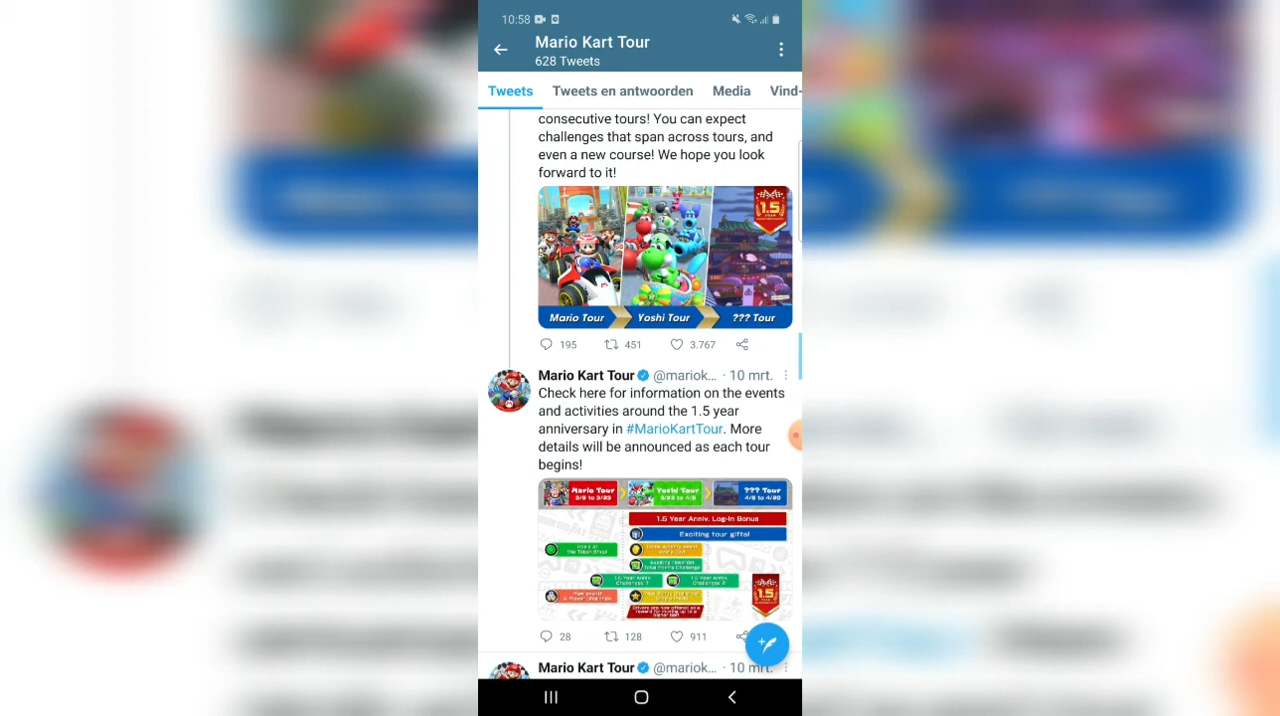 10:58
Mario Kart Tour
628 Tweets
Tweets
Tweets en antwoorden
Media
Vind-
consecutive tours! You can expect
challenges that span across tours, and
even a new course! We hope you look
forward to it!
1.5
Mario Tour
Yoshi Tour
??? Tour
195
451
3.767
Mario Kart Tour @mariok... · 10 mrt.
Check here for information on the events
and activities around the 1.5 year
anniversary in #MarioKartTour. More
details will be announced as each tour
begins!
Mario Tour
Yoshi Tour
??? Tour
1.5 Year Anniv. Log-In Bonus
Exciting tour gifts!
1.5
28
128
911
Mario Kart Tour @mariok... · 10 mrt.